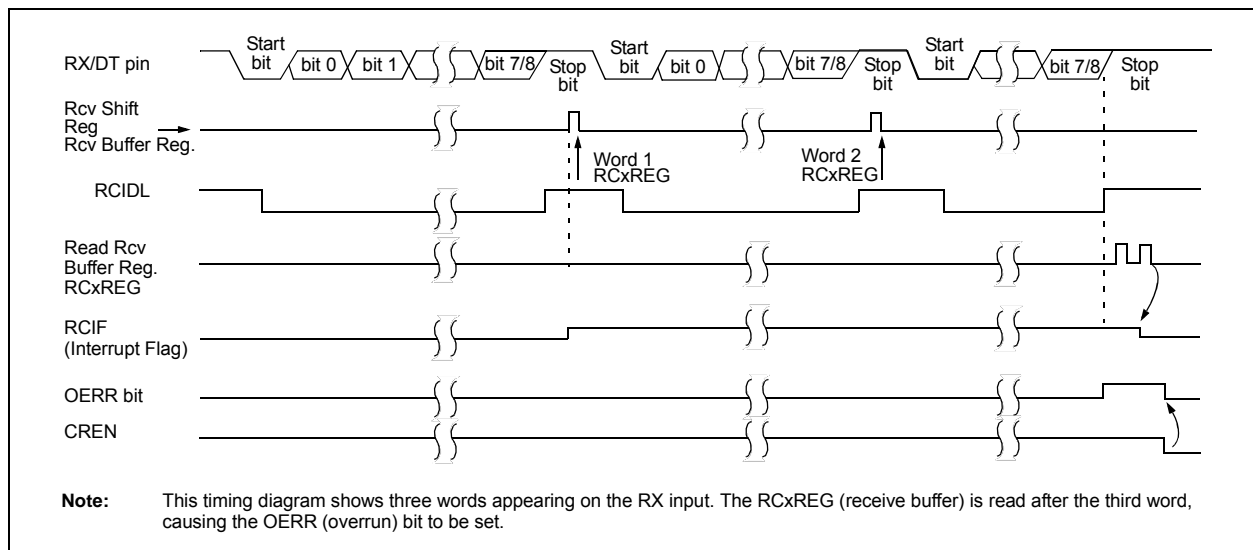 RX/DT pin
Start
bit
bit 0
bit 1
bit 7/8
Stop
bit
Start
bit
bit 0
bit 7/8
Stop
bit
Start
bit
bit 7/8
Stop
bit
Rcv Shift
Reg
Rcv Buffer Reg.
Word 1
RCxREG
Word 2
RCxREG
RCIDL
Read Rcv
Buffer Reg.
RCxREG
RCIF
(Interrupt Flag)
OERR bit
CREN
Note: This timing diagram shows three words appearing on the RX input. The RCxREG (receive buffer) is read after the third word,
causing the OERR (overrun) bit to be set.